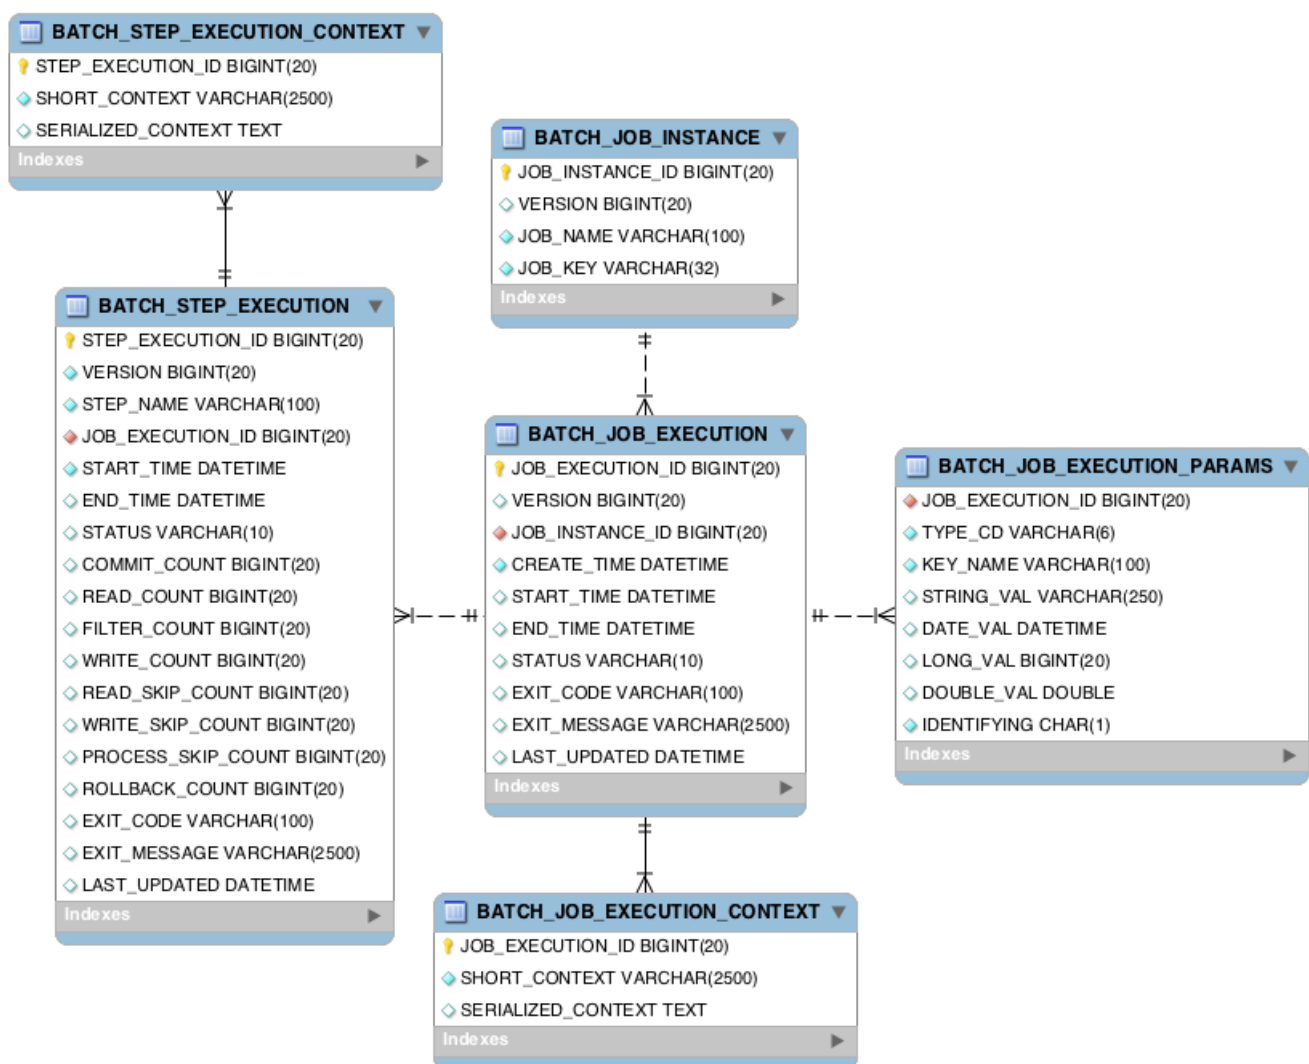 BATCH_STEP_EXECUTION_CONTEXT
STEP_EXECUTION_ID BIGINT(20)
SHORT_CONTEXT VARCHAR(2500)
SERIALIZED_CONTEXT TEXT
Indexes
BATCH_JOB_INSTANCE
JOB_INSTANCE_ID BIGINT(20)
VERSION BIGINT(20)
JOB_NAME VARCHAR(100)
JOB_KEY VARCHAR(32)
Indexes
BATCH_STEP_EXECUTION
STEP_EXECUTION_ID BIGINT(20)
VERSION BIGINT(20)
STEP_NAME VARCHAR(100)
JOB_EXECUTION_ID BIGINT(20)
START_TIME DATETIME
END_TIME DATETIME
STATUS VARCHAR(10)
COMMIT_COUNT BIGINT(20)
READ_COUNT BIGINT(20)
FILTER_COUNT BIGINT(20)
WRITE_COUNT BIGINT(20)
READ_SKIP_COUNT BIGINT(20)
WRITE_SKIP_COUNT BIGINT(20)
PROCESS_SKIP_COUNT BIGINT(20)
ROLLBACK_COUNT BIGINT(20)
EXIT_CODE VARCHAR(100)
EXIT_MESSAGE VARCHAR(2500)
LAST_UPDATED DATETIME
Indexes
BATCH_JOB_EXECUTION
JOB_EXECUTION_ID BIGINT(20)
VERSION BIGINT(20)
JOB_INSTANCE_ID BIGINT(20)
CREATE_TIME DATETIME
START_TIME DATETIME
END_TIME DATETIME
STATUS VARCHAR(10)
EXIT_CODE VARCHAR(100)
EXIT_MESSAGE VARCHAR(2500)
LAST_UPDATED DATETIME
Indexes
BATCH_JOB_EXECUTION_PARAMS
JOB_EXECUTION_ID BIGINT(20)
TYPE_CD VARCHAR(6)
KEY_NAME VARCHAR(100)
STRING_VAL VARCHAR(250)
DATE_VAL DATETIME
LONG_VAL BIGINT(20)
DOUBLE_VAL DOUBLE
IDENTIFYING CHAR(1)
Indexes
BATCH_JOB_EXECUTION_CONTEXT
JOB_EXECUTION_ID BIGINT(20)
SHORT_CONTEXT VARCHAR(2500)
SERIALIZED_CONTEXT TEXT
Indexes